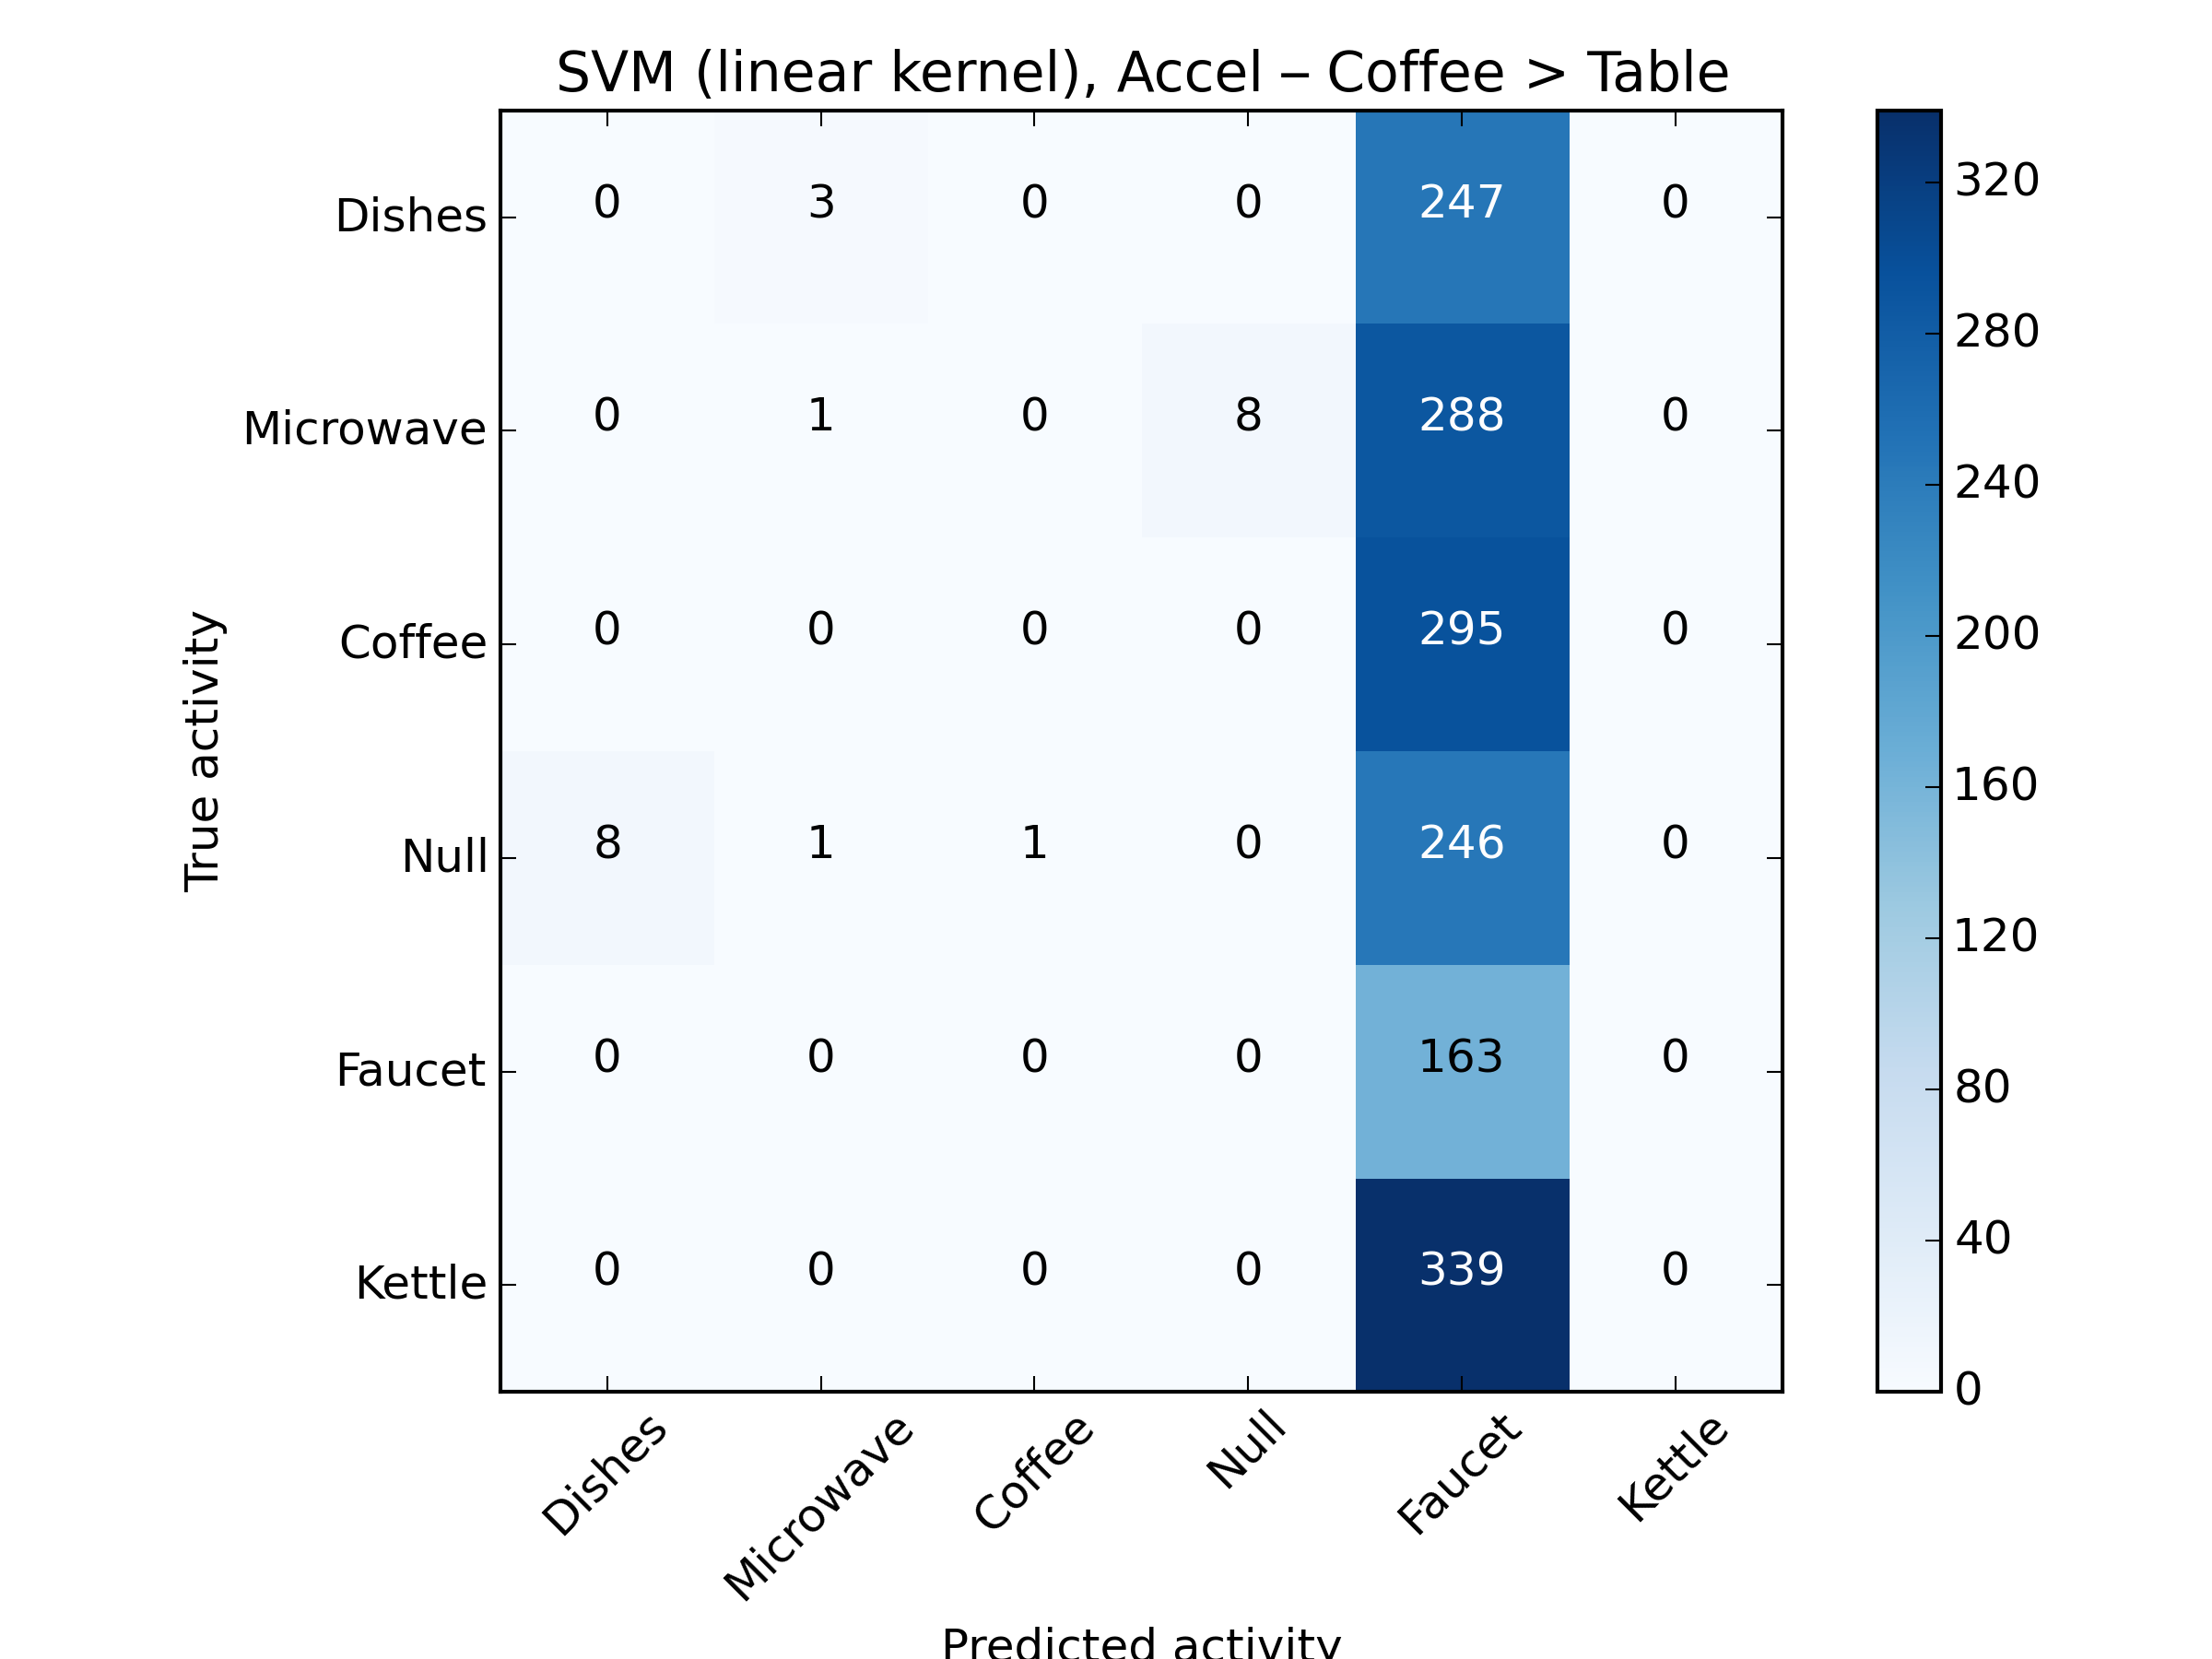 SVM (linear kernel), Accel – Coffee > Table
Dishes 0 3 0 0 247 0
Microwave 0 1 0 8 288 0
Coffee 0 0 0 0 295 0
Null 8 1 1 0 246 0
Faucet 0 0 0 0 163 0
Kettle 0 0 0 0 339 0
True activity
Dishes Microwave Coffee Null Faucet Kettle
Predicted activity
320
280
240
200
160
120
80
40
0